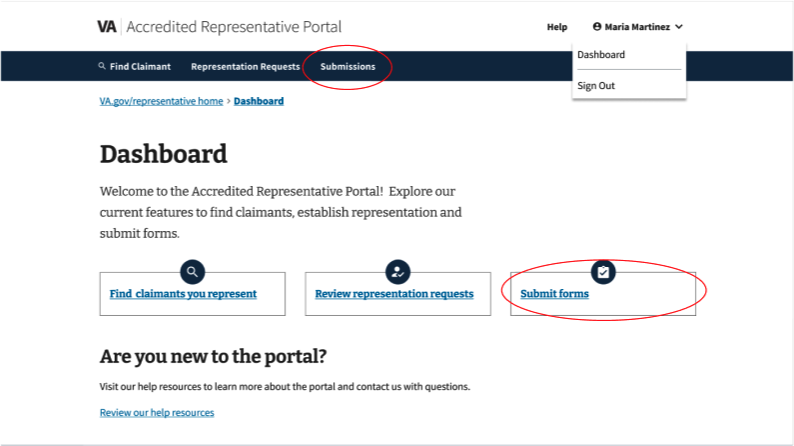 VA Accredited Representative Portal
Help
Maria Martinez
Dashboard
Sign Out
Find Claimant
Representation Requests
Submissions
VA.gov/representative home › Dashboard
Dashboard
Welcome to the Accredited Representative Portal! Explore our
current features to find claimants, establish representation and
submit forms.
Find claimants you represent
Review representation requests
Submit forms
Are you new to the portal?
Visit our help resources to learn more about the portal and contact us with questions.
Review our help resources